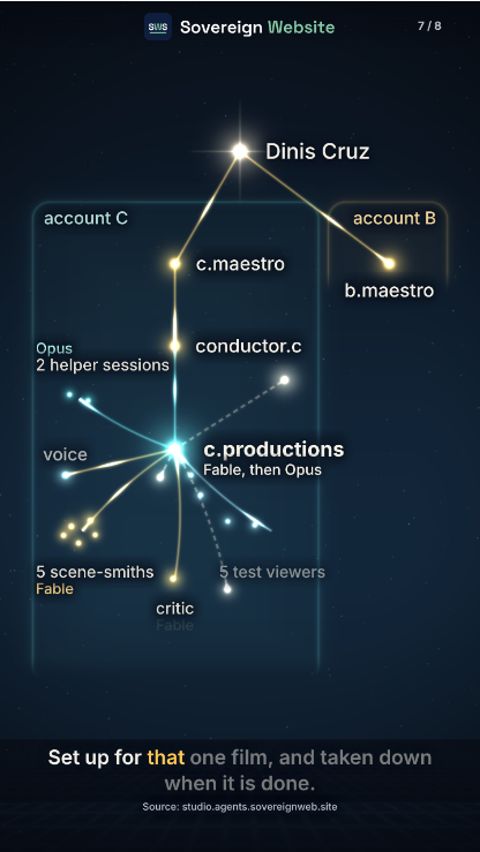 SWS
Sovereign Website
7 / 8
Dinis Cruz
account C
account B
c.maestro
b.maestro
conductor.c
Opus
2 helper sessions
c.productions
Fable, then Opus
voice
5 scene-smiths
Fable
5 test viewers
critic
Fable
Set up for that one film, and taken down
when it is done.
Source: studio.agents.sovereignweb.site